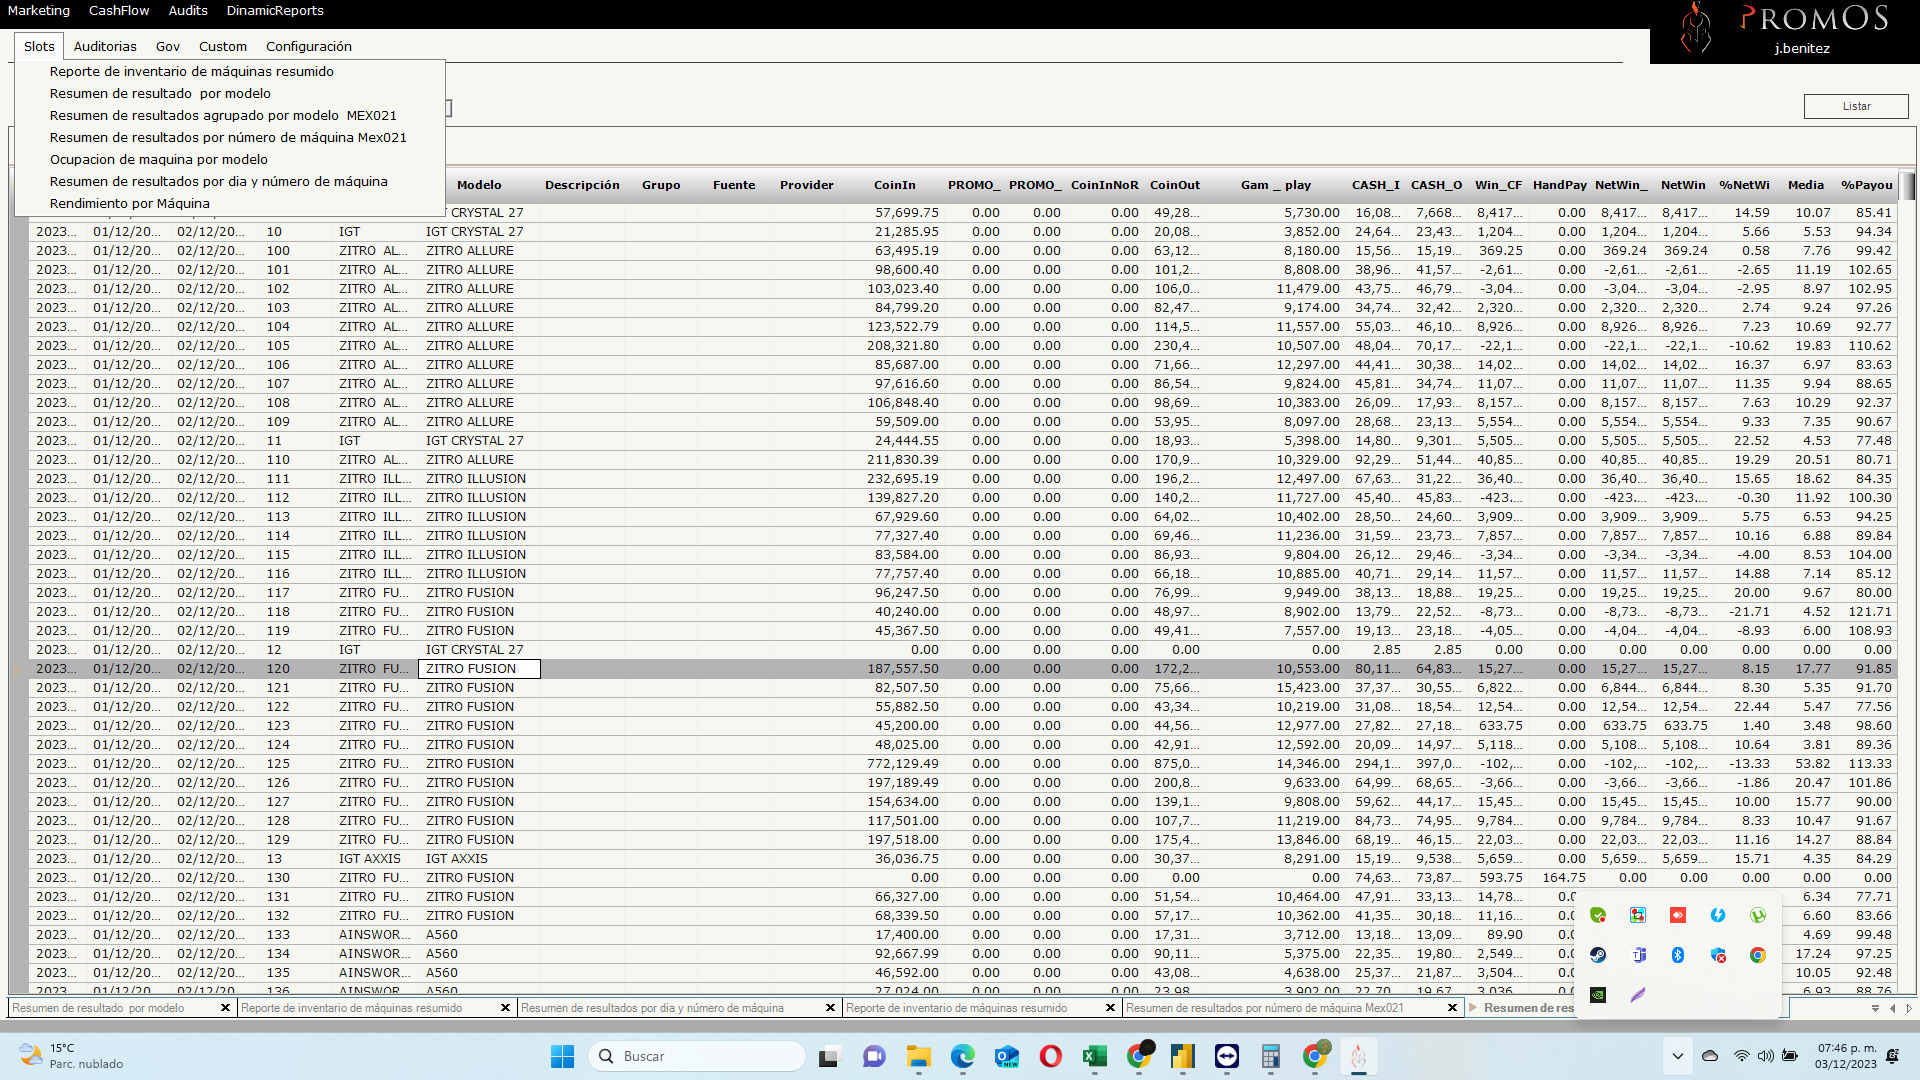 Marketing CashFlow Audits DinamicReports
PROMOS
j.benitez
Slots Auditorias Gov Custom Configuración
Reporte de inventario de máquinas resumido
Resumen de resultado por modelo
Resumen de resultados agrupado por modelo MEX021
Resumen de resultados por número de máquina Mex021
Ocupacion de maquina por modelo
Resumen de resultados por dia y número de máquina
Rendimiento por Máquina
Listar
Modelo Descripción Grupo Fuente Provider CoinIn PROMO_ PROMO_ CoinInNoR CoinOut Gam _ play CASH_I CASH_O Win_CF HandPay NetWin_ NetWin %NetWi Media %Payou
CRYSTAL 27 57,699.75 0.00 0.00 0.00 49,28... 5,730.00 16,08... 7,668... 8,417... 0.00 8,417... 8,417... 14.59 10.07 85.41
2023... 01/12/20... 02/12/20... 10 IGT IGT CRYSTAL 27 21,285.95 0.00 0.00 0.00 20,08... 3,852.00 24,64... 23,43... 1,204... 0.00 1,204... 1,204... 5.66 5.53 94.34
2023... 01/12/20... 02/12/20... 100 ZITRO AL... ZITRO ALLURE 63,495.19 0.00 0.00 0.00 63,12... 8,180.00 15,56... 15,19... 369.25 0.00 369.24 369.24 0.58 7.76 99.42
2023... 01/12/20... 02/12/20... 101 ZITRO AL... ZITRO ALLURE 98,600.40 0.00 0.00 0.00 101,2... 8,808.00 38,96... 41,57... -2,61... 0.00 -2,61... -2,61... -2.65 11.19 102.65
2023... 01/12/20... 02/12/20... 102 ZITRO AL... ZITRO ALLURE 103,023.40 0.00 0.00 0.00 106,0... 11,479.00 43,75... 46,79... -3,04... 0.00 -3,04... -3,04... -2.95 8.97 102.95
2023... 01/12/20... 02/12/20... 103 ZITRO AL... ZITRO ALLURE 84,799.20 0.00 0.00 0.00 82,47... 9,174.00 34,74... 32,42... 2,320... 0.00 2,320... 2,320... 2.74 9.24 97.26
2023... 01/12/20... 02/12/20... 104 ZITRO AL... ZITRO ALLURE 123,522.79 0.00 0.00 0.00 114,5... 11,557.00 55,03... 46,10... 8,926... 0.00 8,926... 8,926... 7.23 10.69 92.77
2023... 01/12/20... 02/12/20... 105 ZITRO AL... ZITRO ALLURE 208,321.80 0.00 0.00 0.00 230,4... 10,507.00 48,04... 70,17... -22,1... 0.00 -22,1... -22,1... -10.62 19.83 110.62
2023... 01/12/20... 02/12/20... 106 ZITRO AL... ZITRO ALLURE 85,687.00 0.00 0.00 0.00 71,66... 12,297.00 44,41... 30,38... 14,02... 0.00 14,02... 14,02... 16.37 6.97 83.63
2023... 01/12/20... 02/12/20... 107 ZITRO AL... ZITRO ALLURE 97,616.60 0.00 0.00 0.00 86,54... 9,824.00 45,81... 34,74... 11,07... 0.00 11,07... 11,07... 11.35 9.94 88.65
2023... 01/12/20... 02/12/20... 108 ZITRO AL... ZITRO ALLURE 106,848.40 0.00 0.00 0.00 98,69... 10,383.00 26,09... 17,93... 8,157... 0.00 8,157... 8,157... 7.63 10.29 92.37
2023... 01/12/20... 02/12/20... 109 ZITRO AL... ZITRO ALLURE 59,509.00 0.00 0.00 0.00 53,95... 8,097.00 28,68... 23,13... 5,554... 0.00 5,554... 5,554... 9.33 7.35 90.67
2023... 01/12/20... 02/12/20... 11 IGT IGT CRYSTAL 27 24,444.55 0.00 0.00 0.00 18,93... 5,398.00 14,80... 9,301... 5,505... 0.00 5,505... 5,505... 22.52 4.53 77.48
2023... 01/12/20... 02/12/20... 110 ZITRO AL... ZITRO ALLURE 211,830.39 0.00 0.00 0.00 170,9... 10,329.00 92,29... 51,44... 40,85... 0.00 40,85... 40,85... 19.29 20.51 80.71
2023... 01/12/20... 02/12/20... 111 ZITRO ILL... ZITRO ILLUSION 232,695.19 0.00 0.00 0.00 196,2... 12,497.00 67,63... 31,22... 36,40... 0.00 36,40... 36,40... 15.65 18.62 84.35
2023... 01/12/20... 02/12/20... 112 ZITRO ILL... ZITRO ILLUSION 139,827.20 0.00 0.00 0.00 140,2... 11,727.00 45,40... 45,83... -423.... 0.00 -423.... -423.... -0.30 11.92 100.30
2023... 01/12/20... 02/12/20... 113 ZITRO ILL... ZITRO ILLUSION 67,929.60 0.00 0.00 0.00 64,02... 10,402.00 28,50... 24,60... 3,909... 0.00 3,909... 3,909... 5.75 6.53 94.25
2023... 01/12/20... 02/12/20... 114 ZITRO ILL... ZITRO ILLUSION 77,327.40 0.00 0.00 0.00 69,46... 11,236.00 31,59... 23,73... 7,857... 0.00 7,857... 7,857... 10.16 6.88 89.84
2023... 01/12/20... 02/12/20... 115 ZITRO ILL... ZITRO ILLUSION 83,584.00 0.00 0.00 0.00 86,93... 9,804.00 26,12... 29,46... -3,34... 0.00 -3,34... -3,34... -4.00 8.53 104.00
2023... 01/12/20... 02/12/20... 116 ZITRO ILL... ZITRO ILLUSION 77,757.40 0.00 0.00 0.00 66,18... 10,885.00 40,71... 29,14... 11,57... 0.00 11,57... 11,57... 14.88 7.14 85.12
2023... 01/12/20... 02/12/20... 117 ZITRO FU... ZITRO FUSION 96,247.50 0.00 0.00 0.00 76,99... 9,949.00 38,13... 18,88... 19,25... 0.00 19,25... 19,25... 20.00 9.67 80.00
2023... 01/12/20... 02/12/20... 118 ZITRO FU... ZITRO FUSION 40,240.00 0.00 0.00 0.00 48,97... 8,902.00 13,79... 22,52... -8,73... 0.00 -8,73... -8,73... -21.71 4.52 121.71
2023... 01/12/20... 02/12/20... 119 ZITRO FU... ZITRO FUSION 45,367.50 0.00 0.00 0.00 49,41... 7,557.00 19,13... 23,18... -4,05... 0.00 -4,04... -4,04... -8.93 6.00 108.93
2023... 01/12/20... 02/12/20... 12 IGT IGT CRYSTAL 27 0.00 0.00 0.00 0.00 0.00 0.00 2.85 2.85 0.00 0.00 0.00 0.00 0.00 0.00 0.00
2023... 01/12/20... 02/12/20... 120 ZITRO FU... ZITRO FUSION 187,557.50 0.00 0.00 0.00 172,2... 10,553.00 80,11... 64,83... 15,27... 0.00 15,27... 15,27... 8.15 17.77 91.85
2023... 01/12/20... 02/12/20... 121 ZITRO FU... ZITRO FUSION 82,507.50 0.00 0.00 0.00 75,66... 15,423.00 37,37... 30,55... 6,822... 0.00 6,844... 6,844... 8.30 5.35 91.70
2023... 01/12/20... 02/12/20... 122 ZITRO FU... ZITRO FUSION 55,882.50 0.00 0.00 0.00 43,34... 10,219.00 31,08... 18,54... 12,54... 0.00 12,54... 12,54... 22.44 5.47 77.56
2023... 01/12/20... 02/12/20... 123 ZITRO FU... ZITRO FUSION 45,200.00 0.00 0.00 0.00 44,56... 12,977.00 27,82... 27,18... 633.75 0.00 633.75 633.75 1.40 3.48 98.60
2023... 01/12/20... 02/12/20... 124 ZITRO FU... ZITRO FUSION 48,025.00 0.00 0.00 0.00 42,91... 12,592.00 20,09... 14,97... 5,118... 0.00 5,108... 5,108... 10.64 3.81 89.36
2023... 01/12/20... 02/12/20... 125 ZITRO FU... ZITRO FUSION 772,129.49 0.00 0.00 0.00 875,0... 14,346.00 294,1... 397,0... -102,... 0.00 -102,... -102,... -13.33 53.82 113.33
2023... 01/12/20... 02/12/20... 126 ZITRO FU... ZITRO FUSION 197,189.49 0.00 0.00 0.00 200,8... 9,633.00 64,99... 68,65... -3,66... 0.00 -3,66... -3,66... -1.86 20.47 101.86
2023... 01/12/20... 02/12/20... 127 ZITRO FU... ZITRO FUSION 154,634.00 0.00 0.00 0.00 139,1... 9,808.00 59,62... 44,17... 15,45... 0.00 15,45... 15,45... 10.00 15.77 90.00
2023... 01/12/20... 02/12/20... 128 ZITRO FU... ZITRO FUSION 117,501.00 0.00 0.00 0.00 107,7... 11,219.00 84,73... 74,95... 9,784... 0.00 9,784... 9,784... 8.33 10.47 91.67
2023... 01/12/20... 02/12/20... 129 ZITRO FU... ZITRO FUSION 197,518.00 0.00 0.00 0.00 175,4... 13,846.00 68,19... 46,15... 22,03... 0.00 22,03... 22,03... 11.16 14.27 88.84
2023... 01/12/20... 02/12/20... 13 IGT AXXIS IGT AXXIS 36,036.75 0.00 0.00 0.00 30,37... 8,291.00 15,19... 9,538... 5,659... 0.00 5,659... 5,659... 15.71 4.35 84.29
2023... 01/12/20... 02/12/20... 130 ZITRO FU... ZITRO FUSION 0.00 0.00 0.00 0.00 0.00 0.00 74,63... 73,87... 593.75 164.75 0.00 0.00 0.00 0.00 0.00
2023... 01/12/20... 02/12/20... 131 ZITRO FU... ZITRO FUSION 66,327.00 0.00 0.00 0.00 51,54... 10,464.00 47,91... 33,13... 14,78... 0.0 6.34 77.71
2023... 01/12/20... 02/12/20... 132 ZITRO FU... ZITRO FUSION 68,339.50 0.00 0.00 0.00 57,17... 10,362.00 41,35... 30,18... 11,16... 0.0 6.60 83.66
2023... 01/12/20... 02/12/20... 133 AINSWOR... A560 17,400.00 0.00 0.00 0.00 17,31... 3,712.00 13,18... 13,09... 89.90 0.0 4.69 99.48
2023... 01/12/20... 02/12/20... 134 AINSWOR... A560 92,667.99 0.00 0.00 0.00 90,11... 5,375.00 22,35... 19,80... 2,549... 0.0 17.24 97.25
2023... 01/12/20... 02/12/20... 135 AINSWOR... A560 46,592.00 0.00 0.00 0.00 43,08... 4,638.00 25,37... 21,87... 3,504... 0.0 10.05 92.48
2023... 01/12/20... 02/12/20... 136 AINSWOR... A560 27,024.00 0.00 0.00 0.00 23,98... 3,902.00 22,70... 19,67... 3,036... 0.0 6.93 88.76
Resumen de resultado por modelo Reporte de inventario de máquinas resumido Resumen de resultados por dia y número de máquina Reporte de inventario de máquinas resumido Resumen de resultados por número de máquina Mex021 Resumen de res
15°C
Parc. nublado
Buscar
07:46 p. m.
03/12/2023